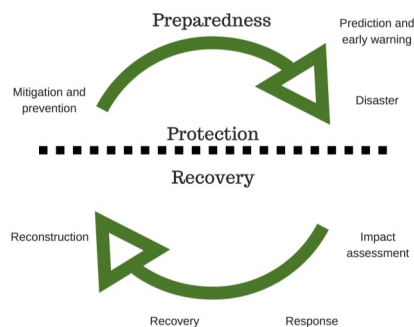 Preparedness
Prediction and
early warning
Mitigation and
prevention
Disaster
Protection
Recovery
Reconstruction
Impact
assessment
Recovery
Response